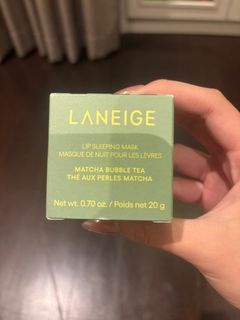 LANEIGE
LIP SLEEPING MASK
MASQUE DE NUIT POUR LES LÈVRES
MATCHA BUBBLE TEA
THÉ AUX PERLES MATCHA
Net wt. 0.70 oz. / Poids net 20 g